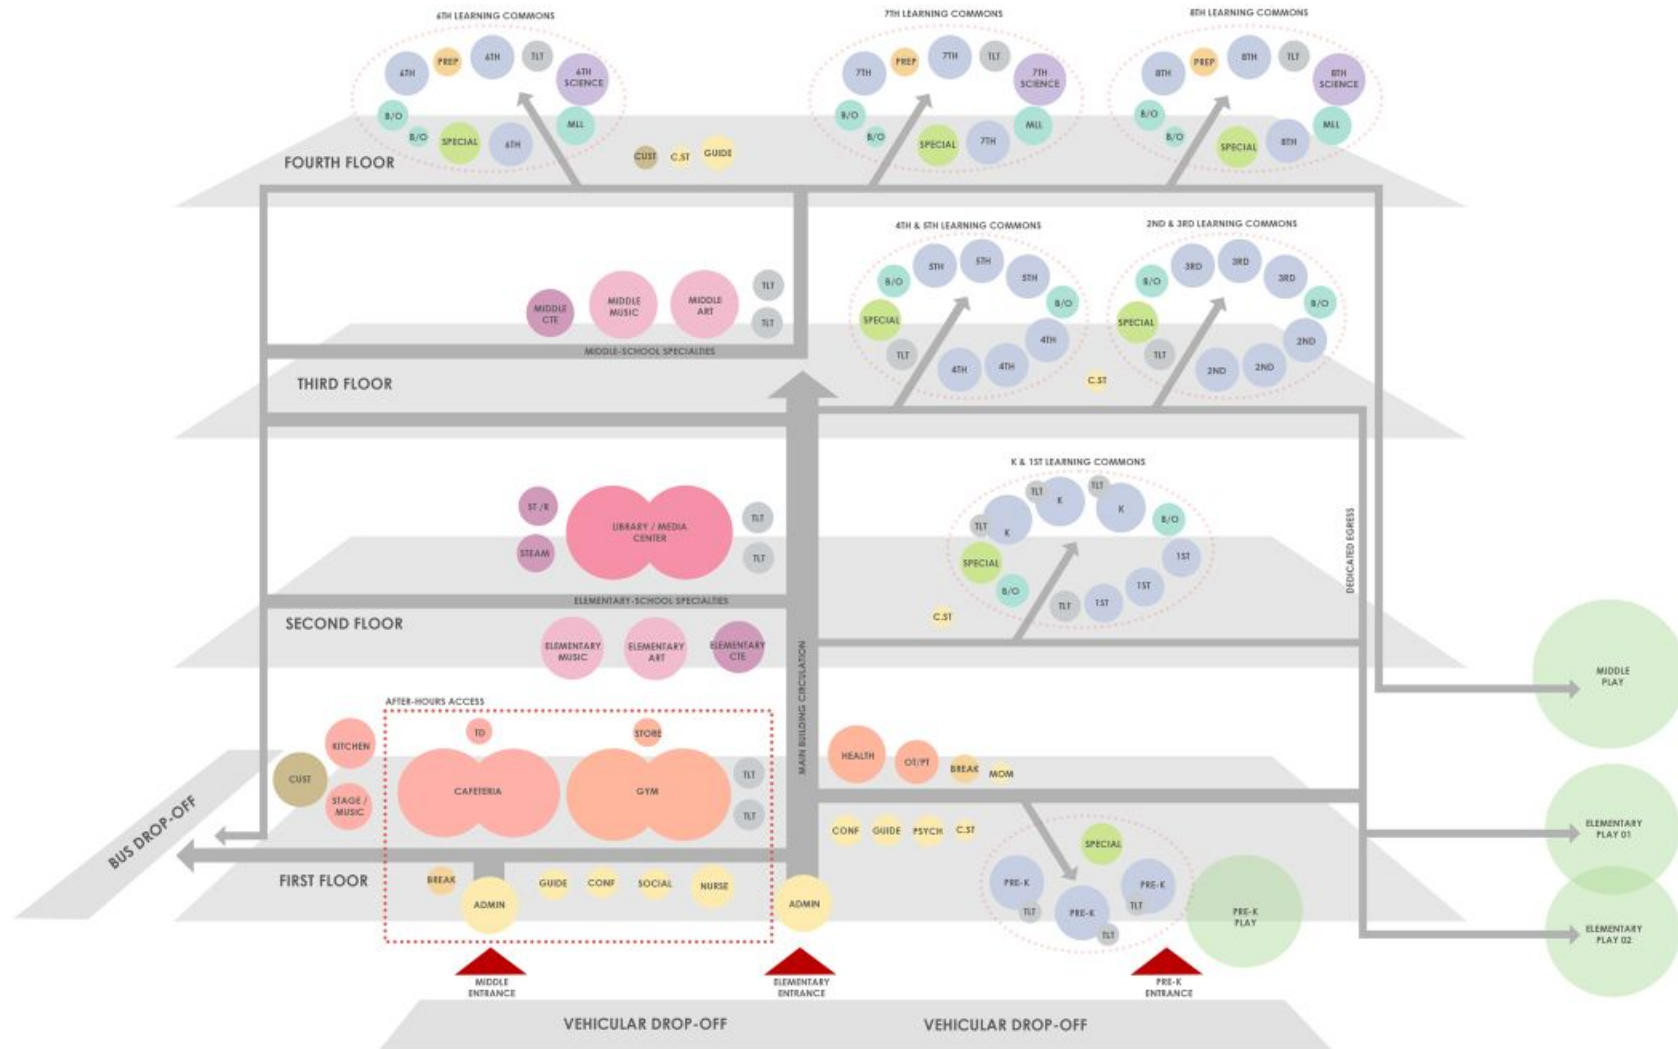 6TH LEARNING COMMONS
7TH LEARNING COMMONS
8TH LEARNING COMMONS
6TH
PREP
6TH
TLT
6TH
SCIENCE
B/O
B/O
SPECIAL
6TH
MLL
7TH
PREP
7TH
TLT
7TH
SCIENCE
B/O
B/O
SPECIAL
7TH
MLL
8TH
PREP
8TH
TLT
8TH
SCIENCE
B/O
B/O
SPECIAL
8TH
MLL
FOURTH FLOOR
CUST
C.ST
GUIDE
4TH & 5TH LEARNING COMMONS
2ND & 3RD LEARNING COMMONS
MIDDLE
CTE
MIDDLE
MUSIC
MIDDLE
ART
TLT
TLT
MIDDLE-SCHOOL SPECIALTIES
B/O
5TH
5TH
5TH
B/O
SPECIAL
TLT
4TH
4TH
4TH
B/O
3RD
3RD
3RD
B/O
SPECIAL
TLT
2ND
2ND
2ND
C.ST
THIRD FLOOR
K & 1ST LEARNING COMMONS
ST /R
STEAM
LIBRARY / MEDIA
CENTER
TLT
TLT
ELEMENTARY-SCHOOL SPECIALTIES
TLT
K
TLT
K
TLT
K
B/O
SPECIAL
B/O
TLT
1ST
1ST
1ST
C.ST
DEDICATED EGRESS
SECOND FLOOR
ELEMENTARY
MUSIC
ELEMENTARY
ART
ELEMENTARY
CTE
MAIN BUILDING CIRCULATION
MIDDLE
PLAY
AFTER-HOURS ACCESS
KITCHEN
CUST
STAGE /
MUSIC
TD
CAFETERIA
STORE
GYM
TLT
TLT
HEALTH
OT/PT
BREAK
MOM
CONF
GUIDE
PSYCH
C.ST
BUS DROP-OFF
FIRST FLOOR
BREAK
ADMIN
GUIDE
CONF
SOCIAL
NURSE
ADMIN
SPECIAL
PRE-K
TLT
PRE-K
TLT
PRE-K
TLT
PRE-K
PLAY
ELEMENTARY
PLAY 01
ELEMENTARY
PLAY 02
MIDDLE
ENTRANCE
ELEMENTARY
ENTRANCE
PRE-K
ENTRANCE
VEHICULAR DROP-OFF
VEHICULAR DROP-OFF